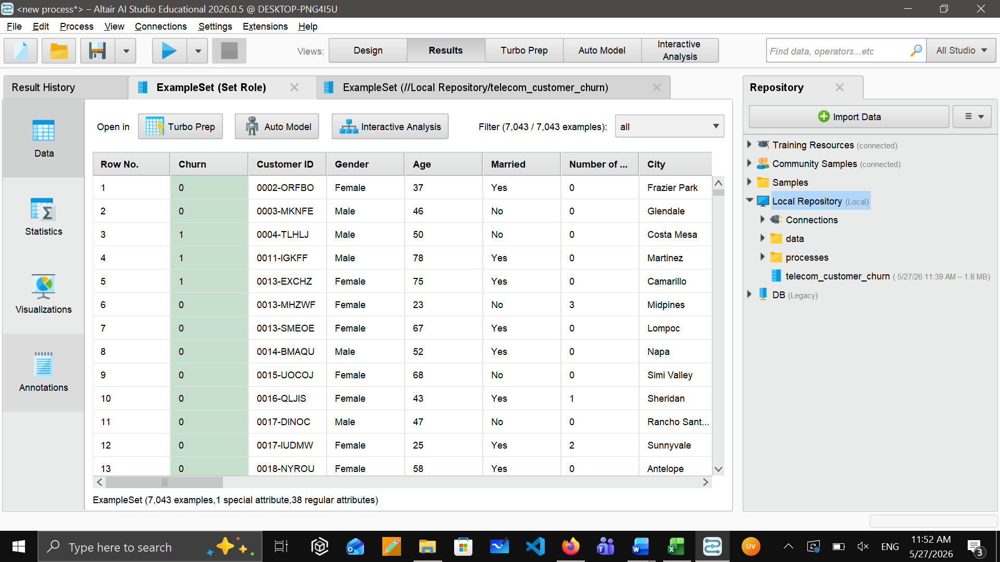 <new process*> – Altair AI Studio Educational 2026.0.5 @ DESKTOP-PNG4I5U
File Edit Process View Connections Settings Extensions Help
Views: Design Results Turbo Prep Auto Model Interactive Analysis
Find data, operators...etc All Studio
Result History ExampleSet (Set Role) ExampleSet (//Local Repository/telecom_customer_churn)
Data
Statistics
Visualizations
Annotations
Open in Turbo Prep Auto Model Interactive Analysis Filter (7,043 / 7,043 examples): all
Row No. Churn Customer ID Gender Age Married Number of ... City
1 0 0002-ORFBO Female 37 Yes 0 Frazier Park
2 0 0003-MKNFE Male 46 No 0 Glendale
3 1 0004-TLHLJ Male 50 No 0 Costa Mesa
4 1 0011-IGKFF Male 78 Yes 0 Martinez
5 1 0013-EXCHZ Female 75 Yes 0 Camarillo
6 0 0013-MHZWF Female 23 No 3 Midpines
7 0 0013-SMEOE Female 67 Yes 0 Lompoc
8 0 0014-BMAQU Male 52 Yes 0 Napa
9 0 0015-UOCOJ Female 68 No 0 Simi Valley
10 0 0016-QLJIS Female 43 Yes 1 Sheridan
11 0 0017-DINOC Male 47 No 0 Rancho Sant...
12 0 0017-IUDMW Female 25 Yes 2 Sunnyvale
13 0 0018-NYROU Female 58 Yes 0 Antelope
ExampleSet (7,043 examples,1 special attribute,38 regular attributes)
Repository
Import Data
Training Resources (connected)
Community Samples (connected)
Samples
Local Repository (Local)
Connections
data
processes
telecom_customer_churn ( 5/27/26 11:39 AM – 1.8 MB)
DB (Legacy)
Type here to search
UV
ENG
11:52 AM
5/27/2026
3